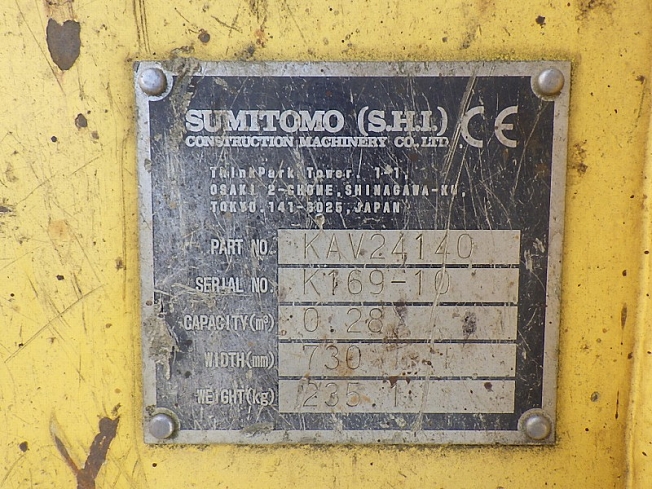 SUMITOMO (S.H.I.) CE
CONSTRUCTION MACHINERY CO., LTD.
ThinkPark Tower. 1-1,
OSAKI 2-CHOME, SHINAGAWA-KU,
TOKYO.141-6025, JAPAN
PART NO. KAV24140
SERIAL NO. K169-10
CAPACITY(m³) 0.28
WIDTH(mm) 730
WEIGHT(kg) 235